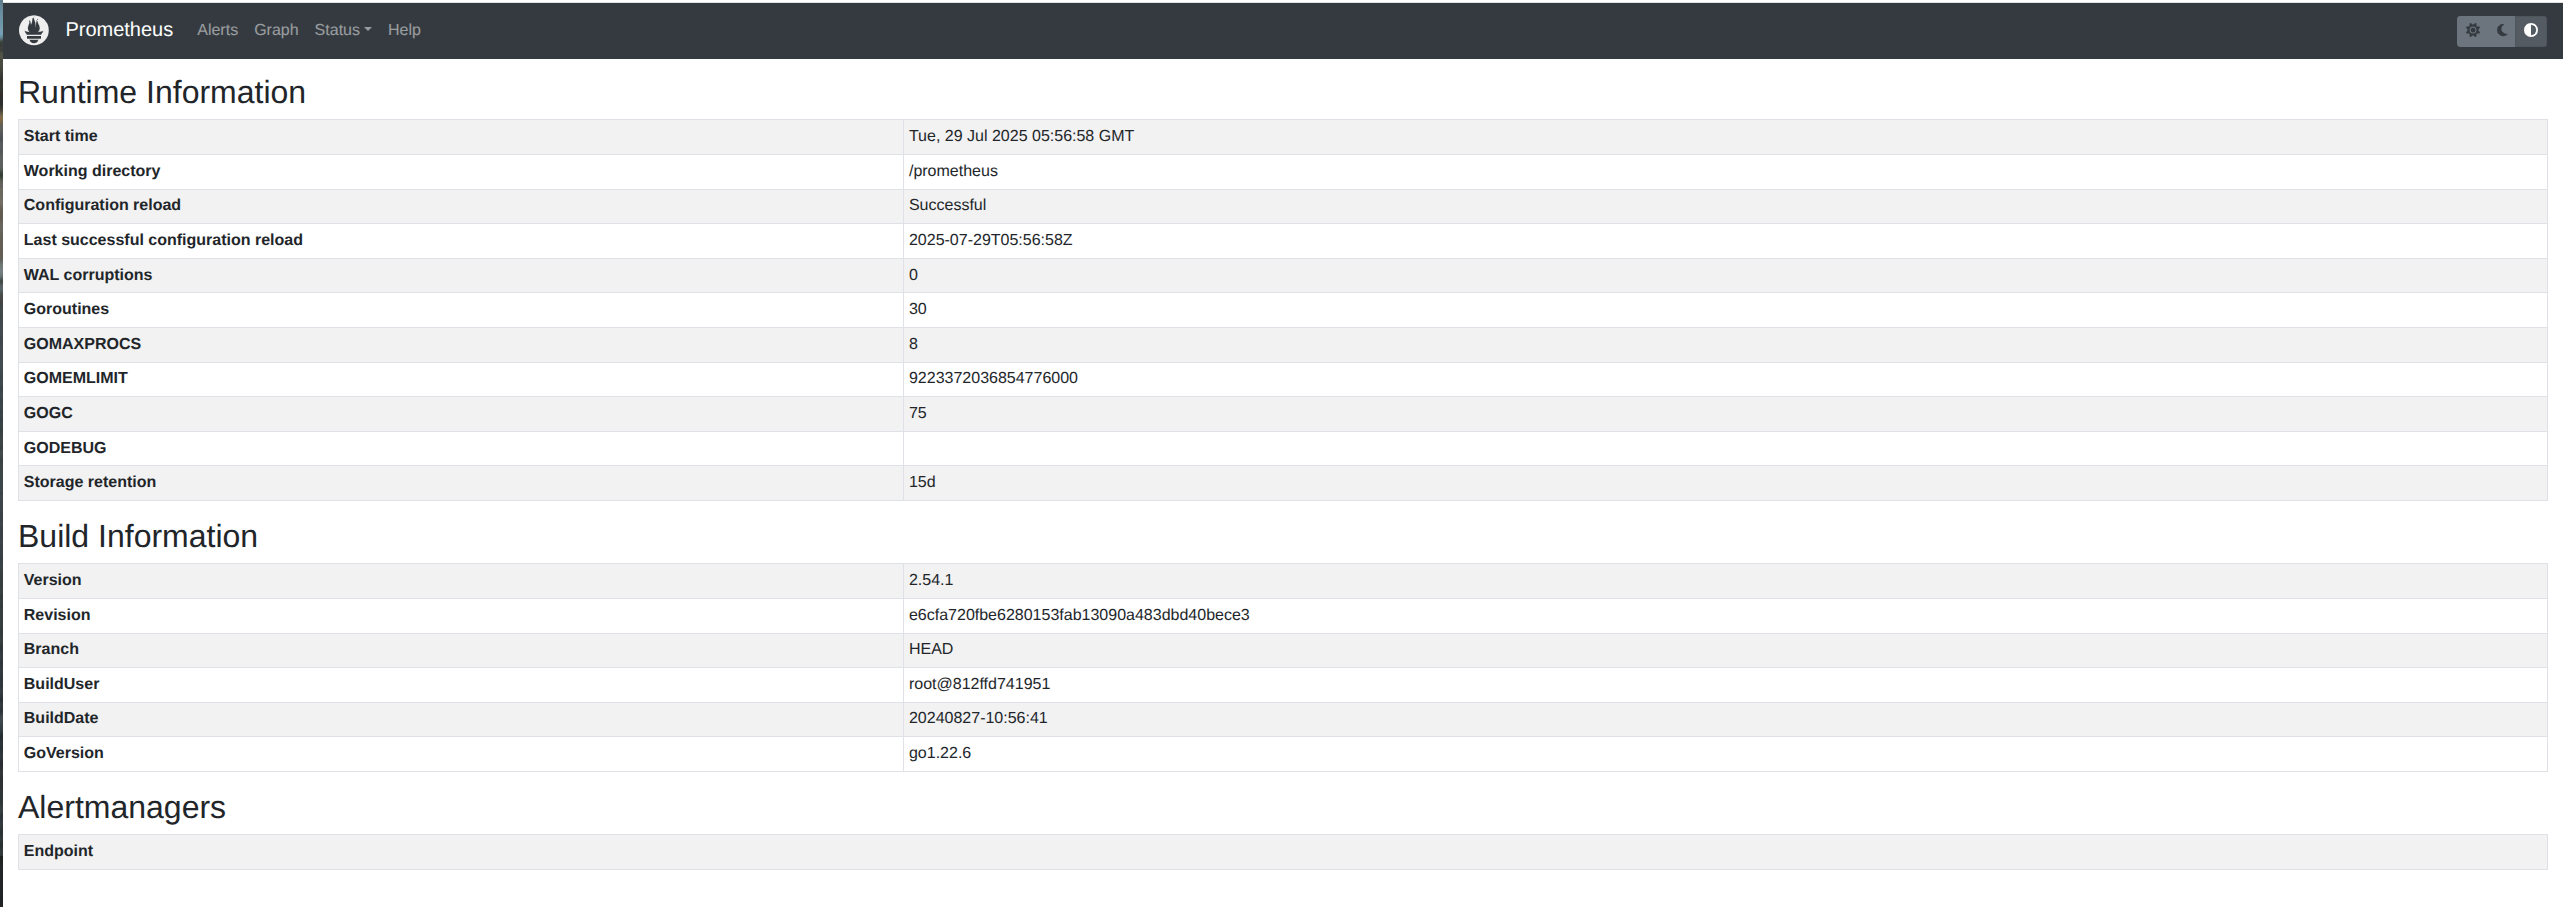 Prometheus Alerts Graph Status Help
Runtime Information
Start time Tue, 29 Jul 2025 05:56:58 GMT
Working directory /prometheus
Configuration reload Successful
Last successful configuration reload 2025-07-29T05:56:58Z
WAL corruptions 0
Goroutines 30
GOMAXPROCS 8
GOMEMLIMIT 9223372036854776000
GOGC 75
GODEBUG
Storage retention 15d
Build Information
Version 2.54.1
Revision e6cfa720fbe6280153fab13090a483dbd40bece3
Branch HEAD
BuildUser root@812ffd741951
BuildDate 20240827-10:56:41
GoVersion go1.22.6
Alertmanagers
Endpoint